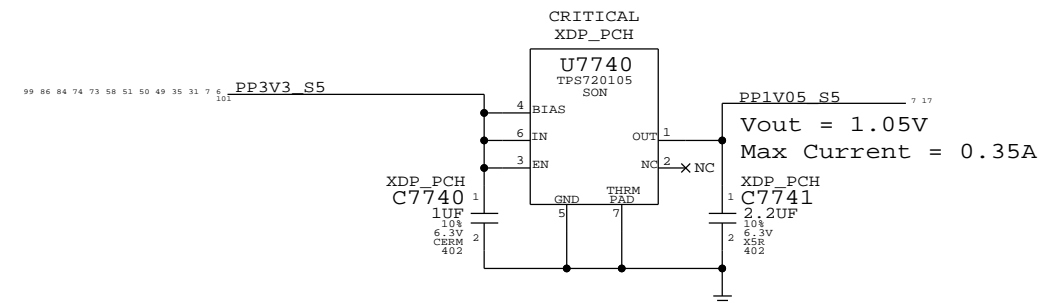 CRITICAL
XDP_PCH
U7740
TPS720105
SON
99 86 84 74 73 58 51 50 49 35 31 7 6
101
PP3V3_S5
PP1V05_S5
7 17
4 BIAS
6 IN
3 EN
OUT 1
NC 2
NC
GND
5
THRM
PAD
7
Vout = 1.05V
Max Current = 0.35A
XDP_PCH
C7740
1
1UF
10%
6.3V
CERM
402
2
XDP_PCH
1
C7741
2.2UF
10%
6.3V
X5R
402
2